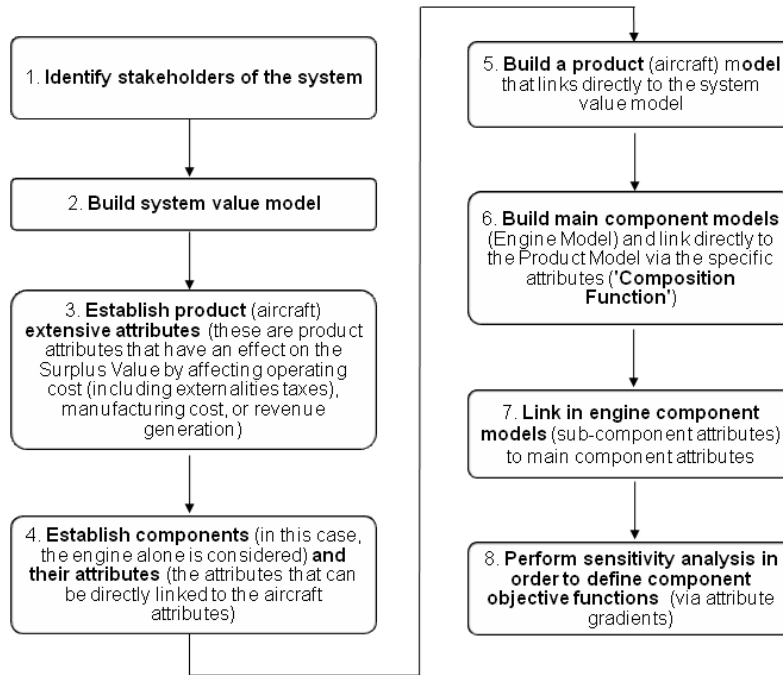 1. Identify stakeholders of the system
2. Build system value model
3. Establish product (aircraft)
extensive attributes (these are product
attributes that have an effect on the
Surplus Value by affecting operating
cost (including externalities taxes),
manufacturing cost, or revenue
generation)
4. Establish components (in this case,
the engine alone is considered) and
their attributes (the attributes that can
be directly linked to the aircraft
attributes)
5. Build a product (aircraft) model
that links directly to the system
value model
6. Build main component models
(Engine Model) and link directly to
the Product Model via the specific
attributes ('Composition
Function')
7. Link in engine component
models (sub-component attributes)
to main component attributes
8. Perform sensitivity analysis in
order to define component
objective functions (via attribute
gradients)